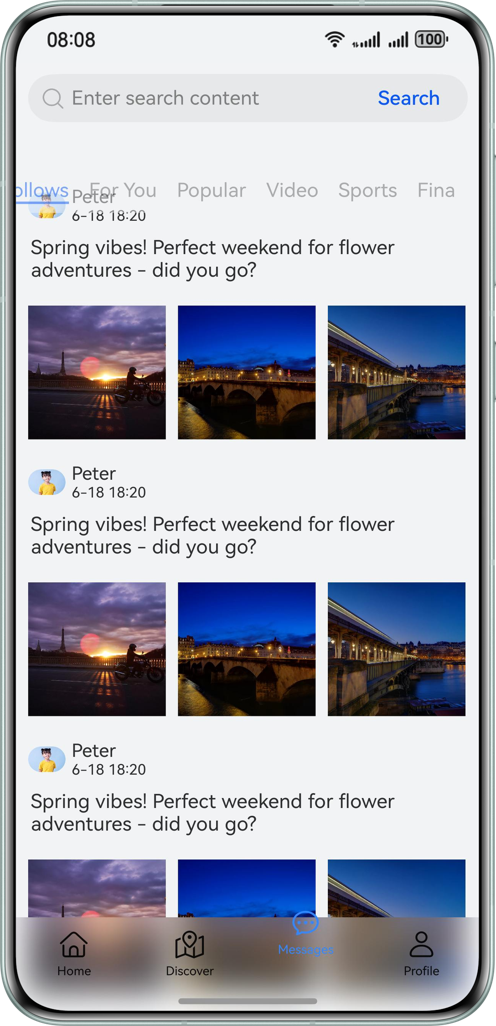 08:08
100
Enter search content
Search
ollows
For You
Popular
Video
Sports
Fina
Peter
6-18 18:20
Spring vibes! Perfect weekend for flower
adventures - did you go?
Peter
6-18 18:20
Spring vibes! Perfect weekend for flower
adventures - did you go?
Peter
6-18 18:20
Spring vibes! Perfect weekend for flower
adventures - did you go?
Home
Discover
Messages
Profile